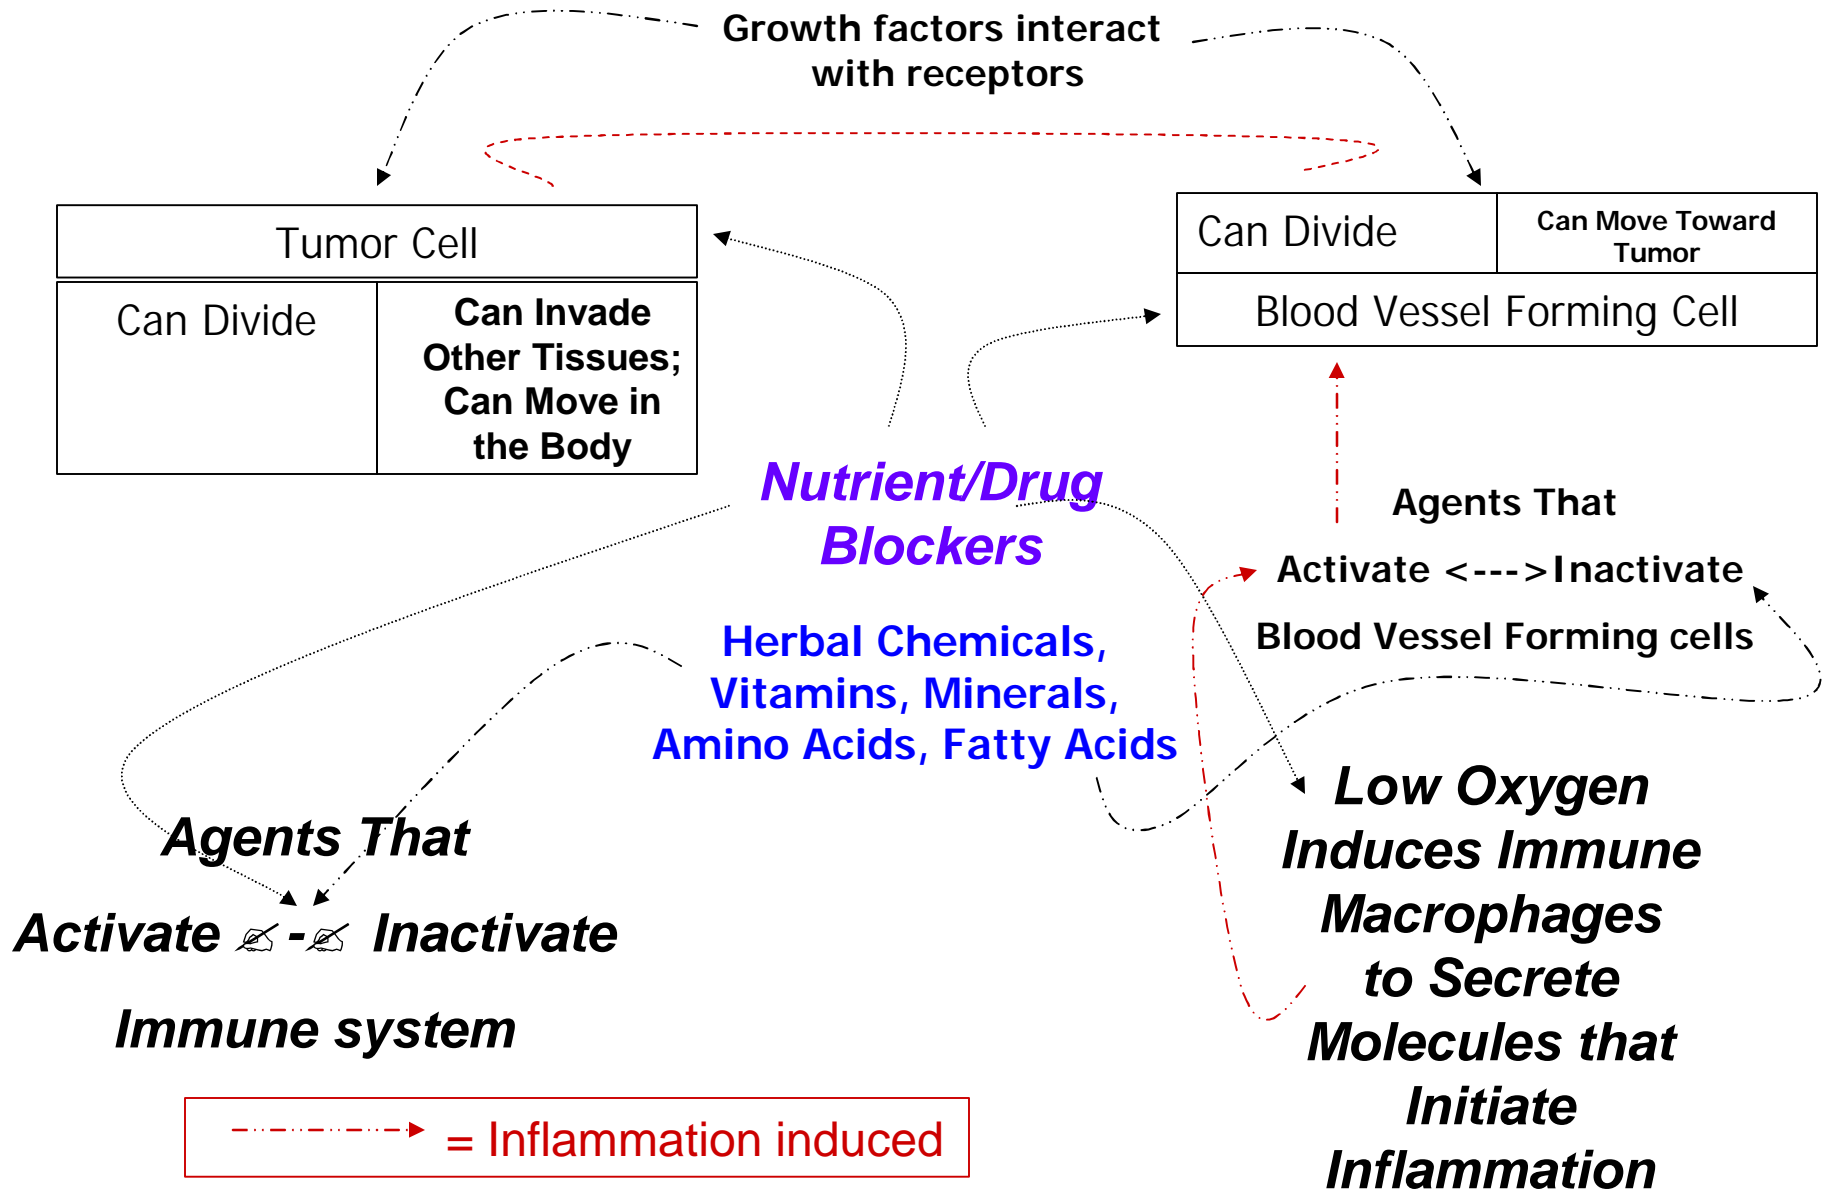 Growth factors interact
with receptors
Tumor Cell
Can Divide
Can Invade
Other Tissues;
Can Move in
the Body
Can Divide
Can Move Toward
Tumor
Blood Vessel Forming Cell
Nutrient/Drug
Blockers
Herbal Chemicals,
Vitamins, Minerals,
Amino Acids, Fatty Acids
Agents That
Activate <--->Inactivate
Blood Vessel Forming cells
Agents That
Activate ✍-✍ Inactivate
Immune system
Low Oxygen
Induces Immune
Macrophages
to Secrete
Molecules that
Initiate
Inflammation
= Inflammation induced